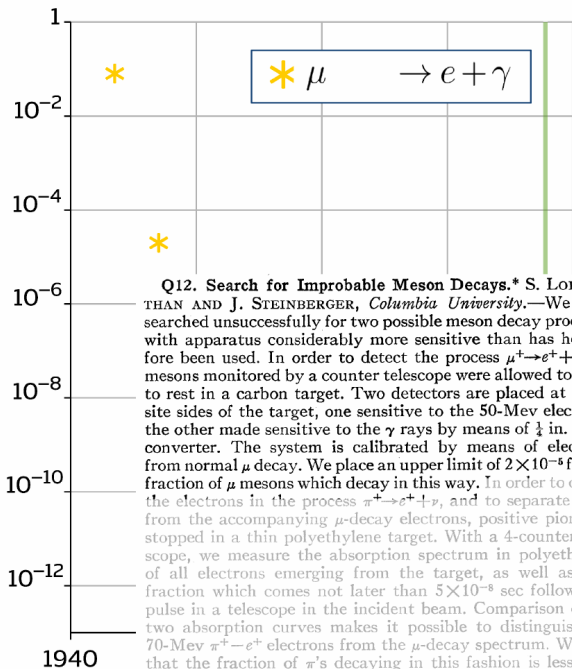 1
μ → e + γ
10⁻²
10⁻⁴
10⁻⁶
10⁻⁸
10⁻¹⁰
10⁻¹²
1940
Q12. Search for Improbable Meson Decays.* S. Lo
THAN AND J. STEINBERGER, Columbia University.—We
searched unsuccessfully for two possible meson decay proc
with apparatus considerably more sensitive than has he
fore been used. In order to detect the process μ⁺→e⁺+
mesons monitored by a counter telescope were allowed to
to rest in a carbon target. Two detectors are placed at
site sides of the target, one sensitive to the 50-Mev elec
the other made sensitive to the γ rays by means of ¼ in.
converter. The system is calibrated by means of elec
from normal μ decay. We place an upper limit of 2×10⁻⁵ f
fraction of μ mesons which decay in this way. In order to
the electrons in the process π⁺→e⁺+ν, and to separate
from the accompanying μ-decay electrons, positive pion
stopped in a thin polyethylene target. With a 4-counter
scope, we measure the absorption spectrum in polyeth
of all electrons emerging from the target, as well as
fraction which comes not later than 5×10⁻⁸ sec follow
pulse in a telescope in the incident beam. Comparison
two absorption curves makes it possible to distinguis
70-Mev π⁺−e⁺ electrons from the μ-decay spectrum. W
that the fraction of π's decaying in this fashion is less